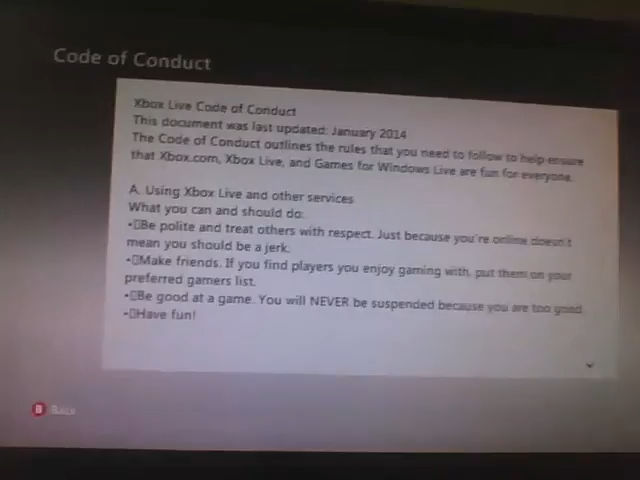 Code of Conduct
Xbox Live Code of Conduct
This document was last updated: January 2014
The Code of Conduct outlines the rules that you need to follow to help ensure
that Xbox.com, Xbox Live, and Games for Windows Live are fun for everyone.
A. Using Xbox Live and other services
What you can and should do:
•▯Be polite and treat others with respect. Just because you're online doesn't
mean you should be a jerk.
•▯Make friends. If you find players you enjoy gaming with, put them on your
preferred gamers list.
•▯Be good at a game. You will NEVER be suspended because you are too good.
•▯Have fun!
B Back